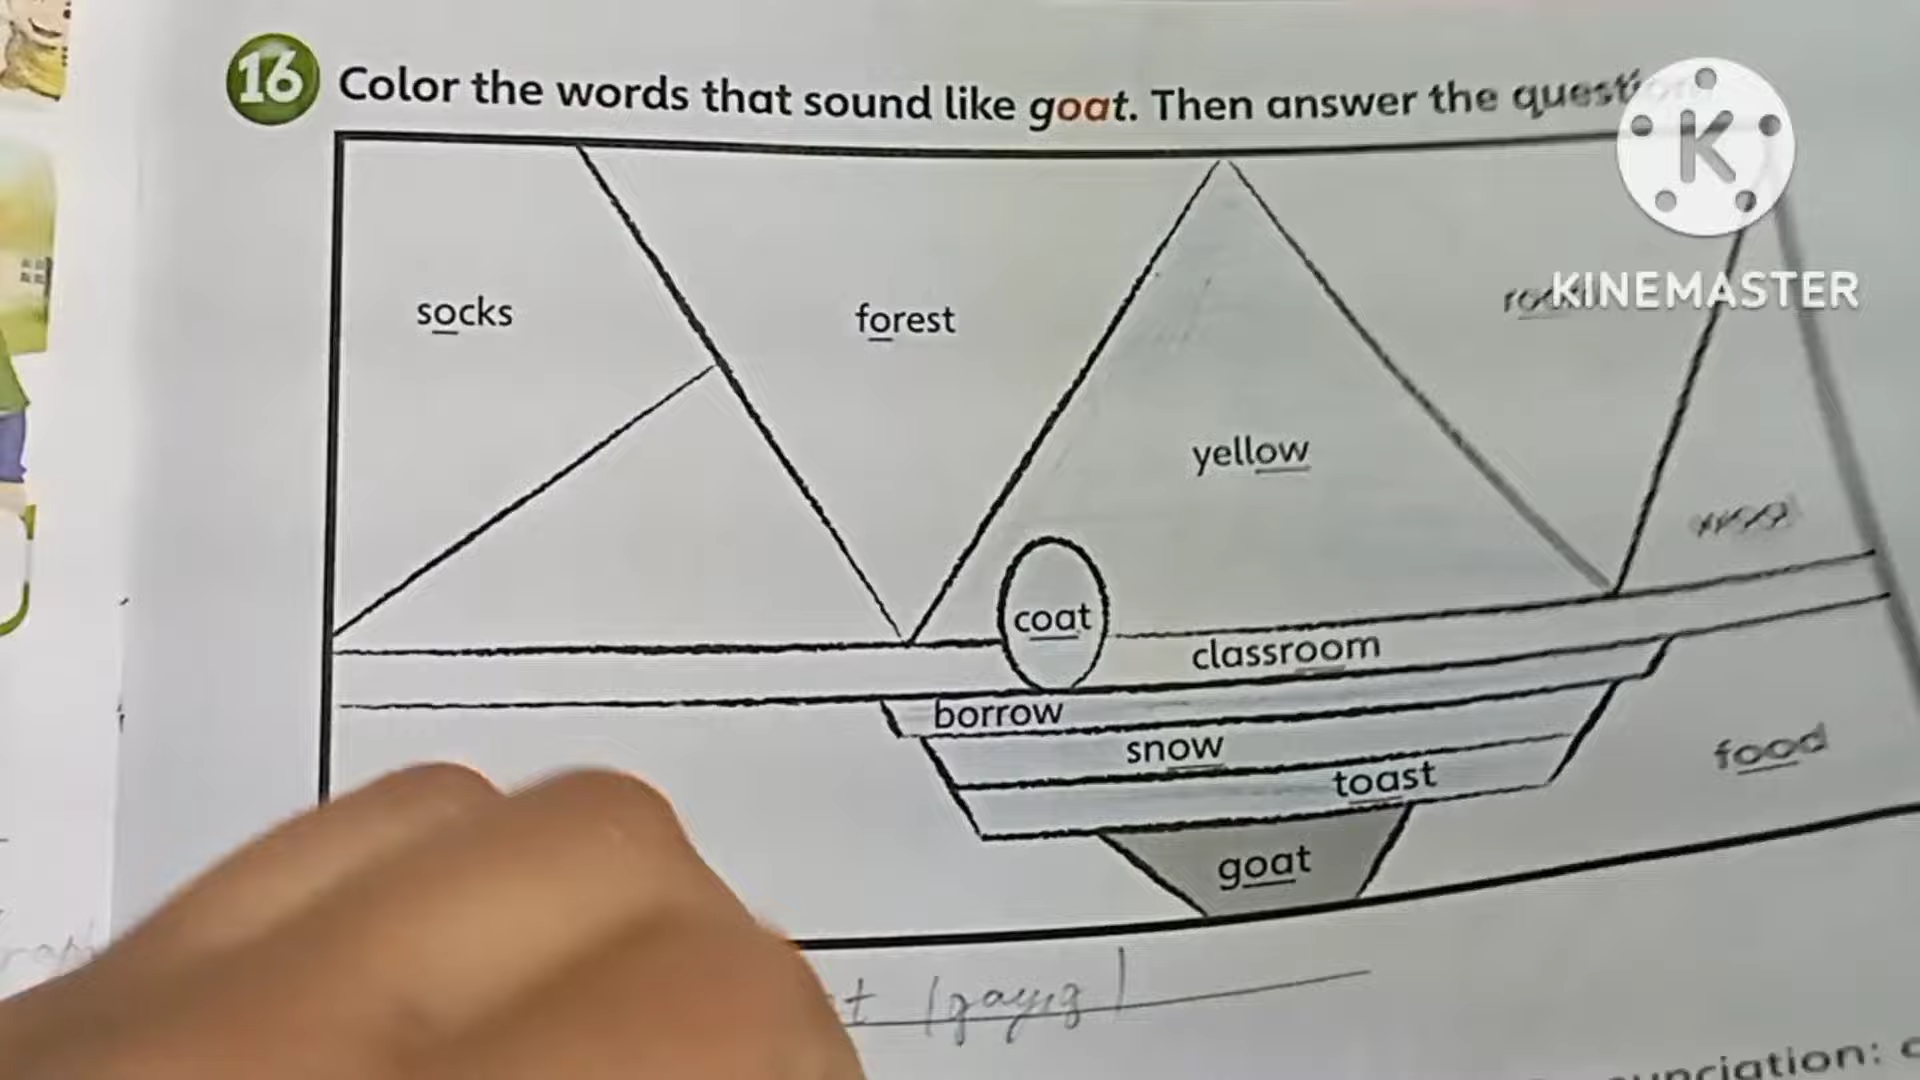 16 Color the words that sound like goat. Then answer the
K
KINEMASTER
socks
forest
yellow
coat
classroom
borrow
snow
toast
food
goat